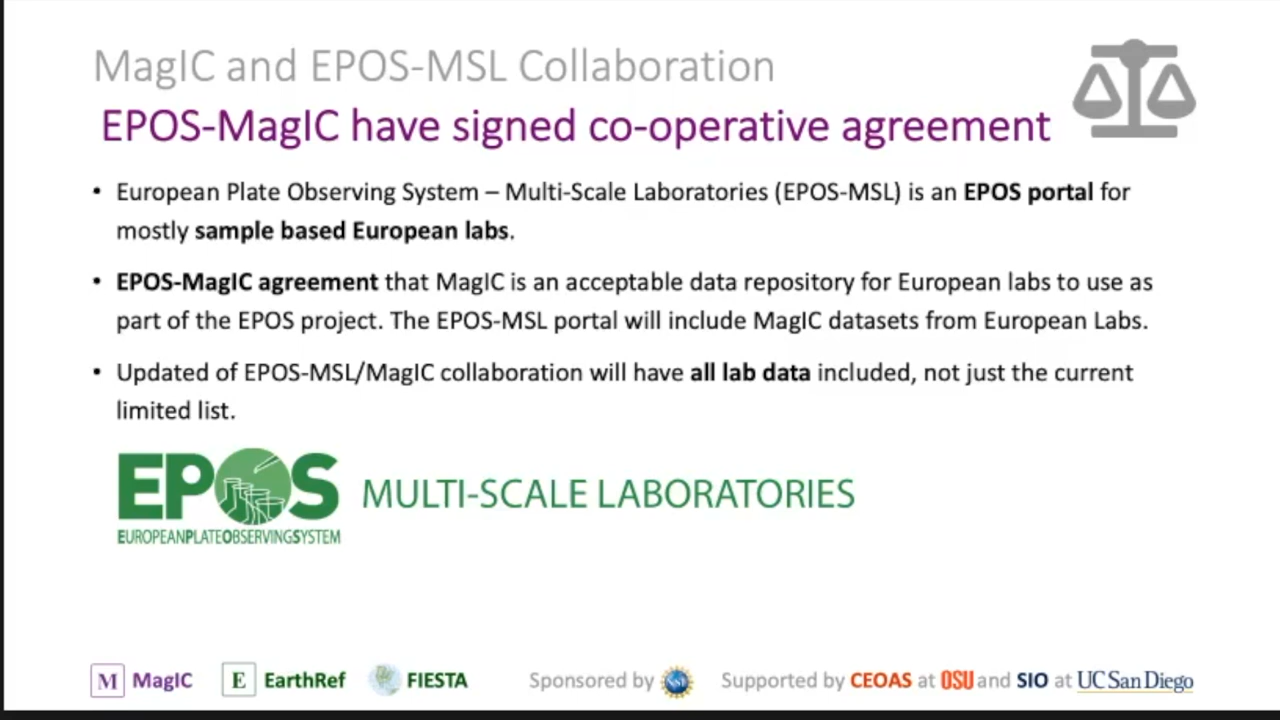 MagIC and EPOS-MSL Collaboration
EPOS-MagIC have signed co-operative agreement
• European Plate Observing System – Multi-Scale Laboratories (EPOS-MSL) is an EPOS portal for
mostly sample based European labs.
• EPOS-MagIC agreement that MagIC is an acceptable data repository for European labs to use as
part of the EPOS project. The EPOS-MSL portal will include MagIC datasets from European Labs.
• Updated of EPOS-MSL/MagIC collaboration will have all lab data included, not just the current
limited list.
EPOS MULTI-SCALE LABORATORIES
EUROPEANPLATEOBSERVINGSYSTEM
M MagIC E EarthRef FIESTA Sponsored by NSF Supported by CEOAS at OSU and SIO at UC San Diego